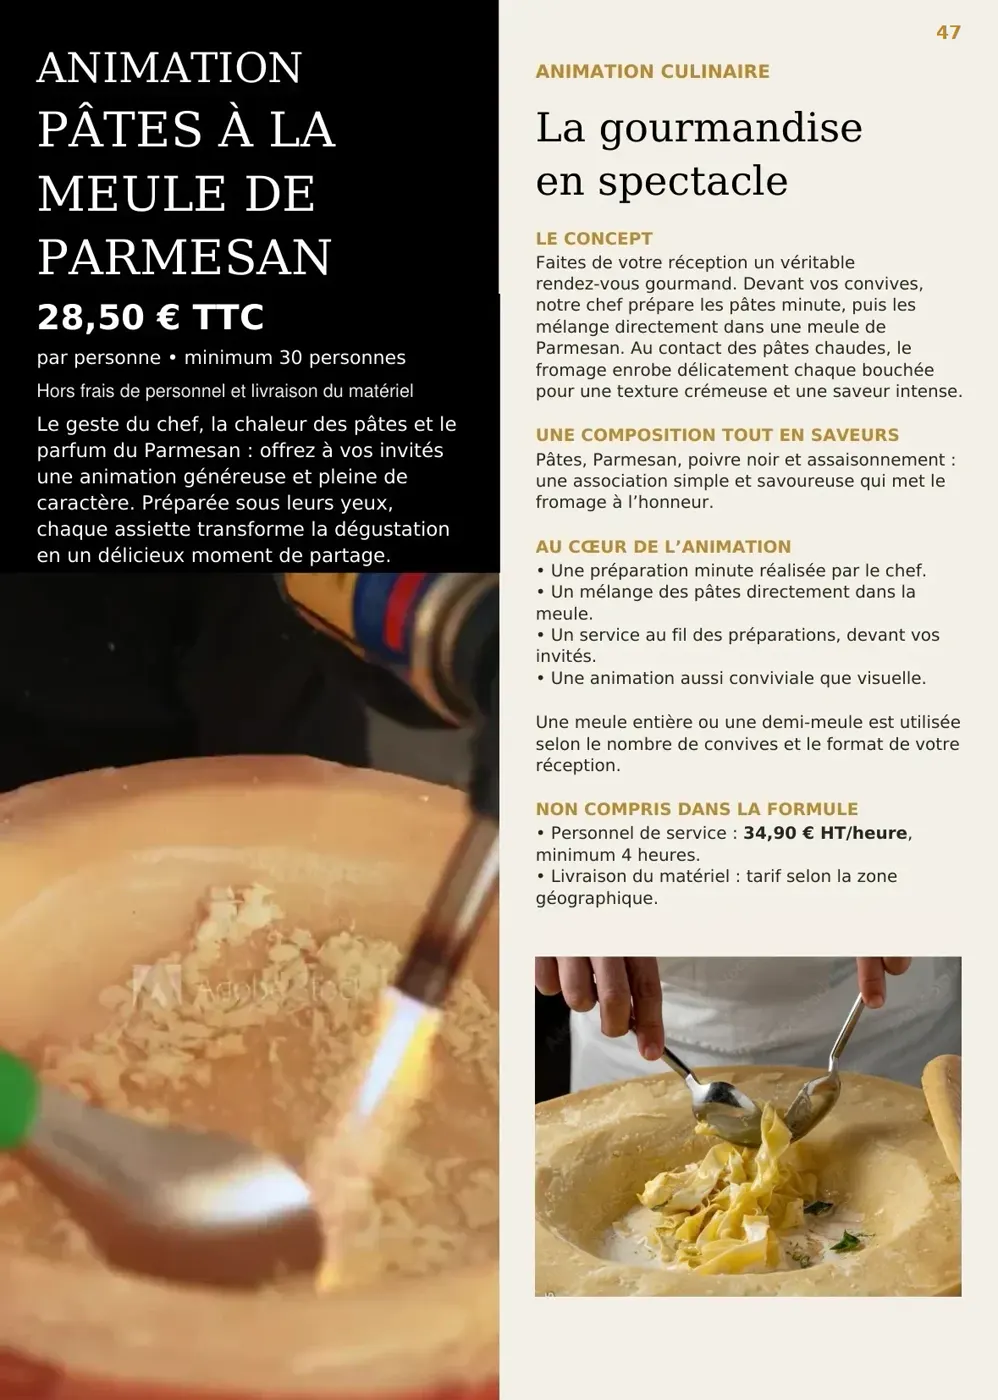 ANIMATION
PÂTES À LA
MEULE DE
PARMESAN
28,50 € TTC
par personne • minimum 30 personnes
Hors frais de personnel et livraison du matériel
Le geste du chef, la chaleur des pâtes et le
parfum du Parmesan : offrez à vos invités
une animation généreuse et pleine de
caractère. Préparée sous leurs yeux,
chaque assiette transforme la dégustation
en un délicieux moment de partage.
Adobe Stock
47
ANIMATION CULINAIRE
La gourmandise
en spectacle
LE CONCEPT
Faites de votre réception un véritable
rendez-vous gourmand. Devant vos convives,
notre chef prépare les pâtes minute, puis les
mélange directement dans une meule de
Parmesan. Au contact des pâtes chaudes, le
fromage enrobe délicatement chaque bouchée
pour une texture crémeuse et une saveur intense.
UNE COMPOSITION TOUT EN SAVEURS
Pâtes, Parmesan, poivre noir et assaisonnement :
une association simple et savoureuse qui met le
fromage à l’honneur.
AU CŒUR DE L’ANIMATION
• Une préparation minute réalisée par le chef.
• Un mélange des pâtes directement dans la
meule.
• Un service au fil des préparations, devant vos
invités.
• Une animation aussi conviviale que visuelle.
Une meule entière ou une demi-meule est utilisée
selon le nombre de convives et le format de votre
réception.
NON COMPRIS DANS LA FORMULE
• Personnel de service : 34,90 € HT/heure,
minimum 4 heures.
• Livraison du matériel : tarif selon la zone
géographique.